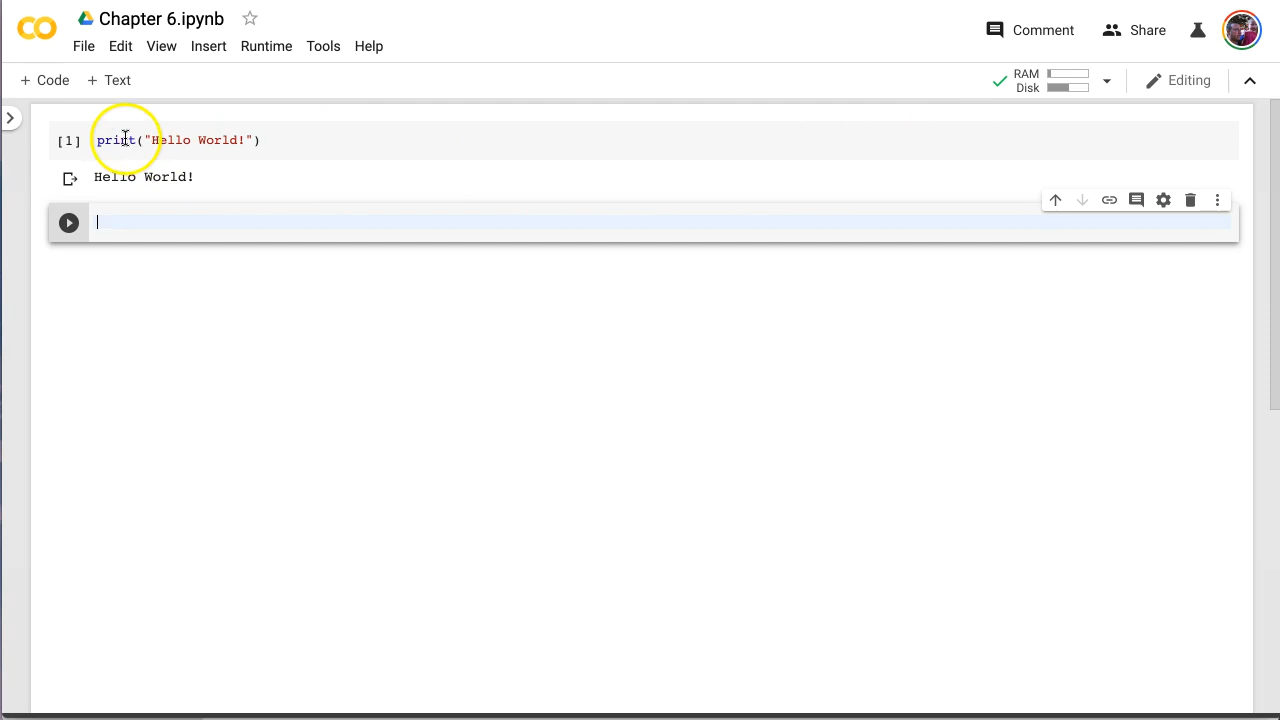 Chapter 6.ipynb
Comment
Share
File Edit View Insert Runtime Tools Help
+ Code + Text
RAM
Disk
Editing
[1] print("Hello World!")
Hello World!